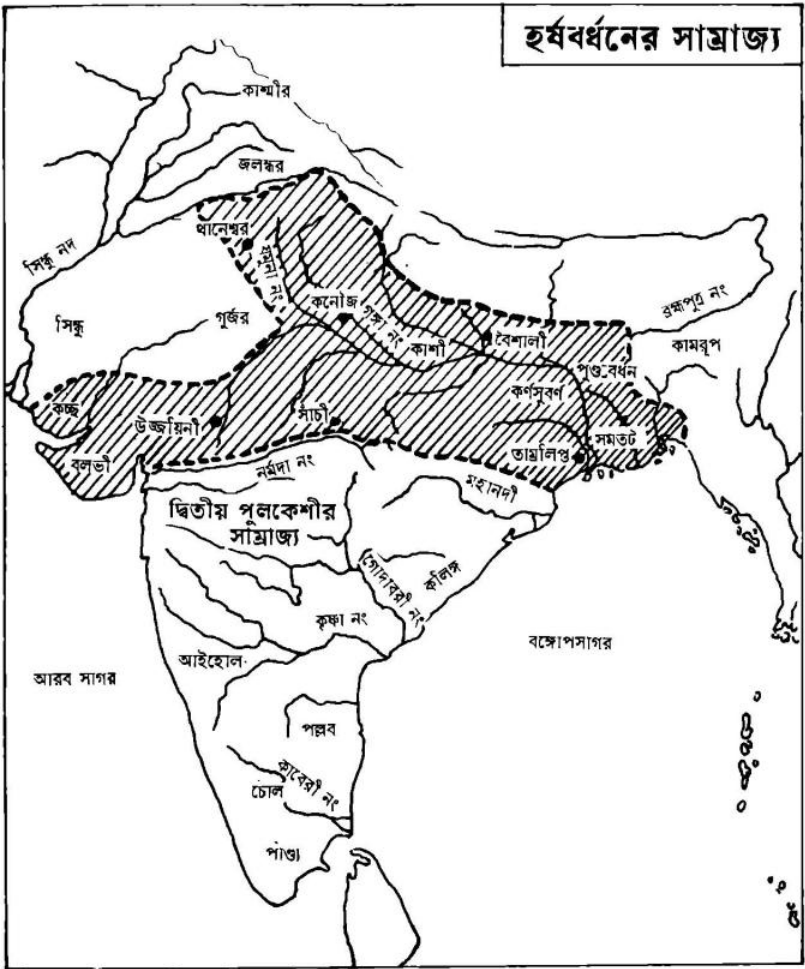 হর্ষবর্ধনের সাম্রাজ্য
কাশ্মীর
জলন্ধর
থানেশ্বর
সিন্ধু নদ
যমুনা নং
সিন্ধু
গুর্জর
কনৌজ
গঙ্গা নং
কাশী
বৈশালী
ব্রহ্মপুত্র নং
কামরূপ
পুণ্ড্রবর্ধন
কচ্ছ
উজ্জয়িনী
সাঁচী
কর্ণসুবর্ণ
সমতট
বলভী
তাম্রলিপ্ত
নর্মদা নং
মহানদী
দ্বিতীয় পুলকেশীর
সাম্রাজ্য
গোদাবরী নং
কলিঙ্গ
কৃষ্ণা নং
আইহোল
বঙ্গোপসাগর
আরব সাগর
পল্লব
কাবেরী নং
চোল
পাণ্ড্য